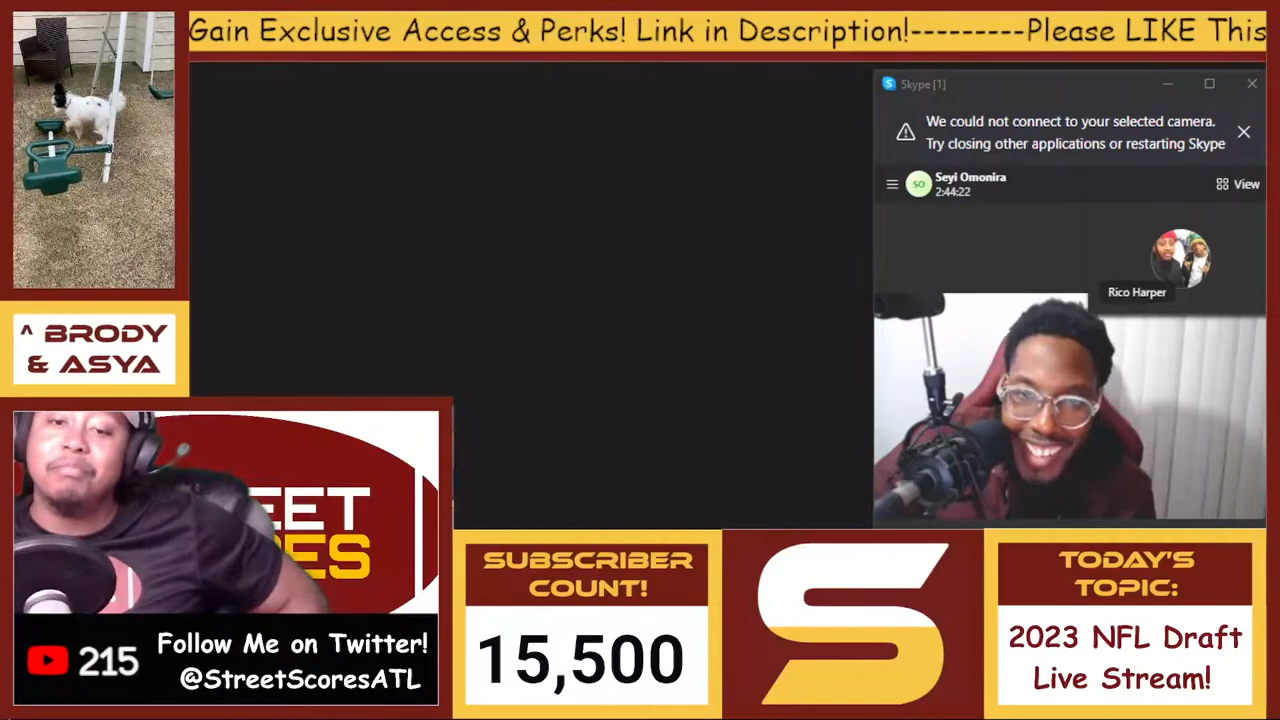 Gain Exclusive Access & Perks! Link in Description!---------Please LIKE This
Skype [1]
We could not connect to your selected camera.
Try closing other applications or restarting Skype
SO
Seyi Omonira
2:44:22
View
Rico Harper
^ BRODY
& ASYA
EET
RES
215
Follow Me on Twitter!
@StreetScoresATL
SUBSCRIBER
COUNT!
15,500
S
TODAY'S
TOPIC:
2023 NFL Draft
Live Stream!